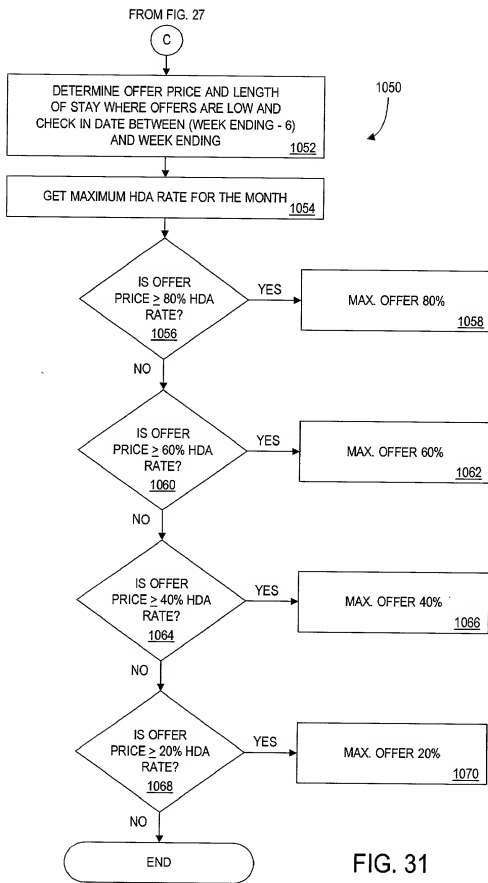 FROM FIG. 27
C
DETERMINE OFFER PRICE AND LENGTH
OF STAY WHERE OFFERS ARE LOW AND
CHECK IN DATE BETWEEN (WEEK ENDING - 6)
AND WEEK ENDING
1052
1050
GET MAXIMUM HDA RATE FOR THE MONTH
1054
IS OFFER
PRICE ≥ 80% HDA
RATE?
1056
YES
MAX. OFFER 80%
1058
NO
IS OFFER
PRICE ≥ 60% HDA
RATE?
1060
YES
MAX. OFFER 60%
1062
NO
IS OFFER
PRICE ≥ 40% HDA
RATE?
1064
YES
MAX. OFFER 40%
1066
NO
IS OFFER
PRICE ≥ 20% HDA
RATE?
1068
YES
MAX. OFFER 20%
1070
NO
END
FIG. 31